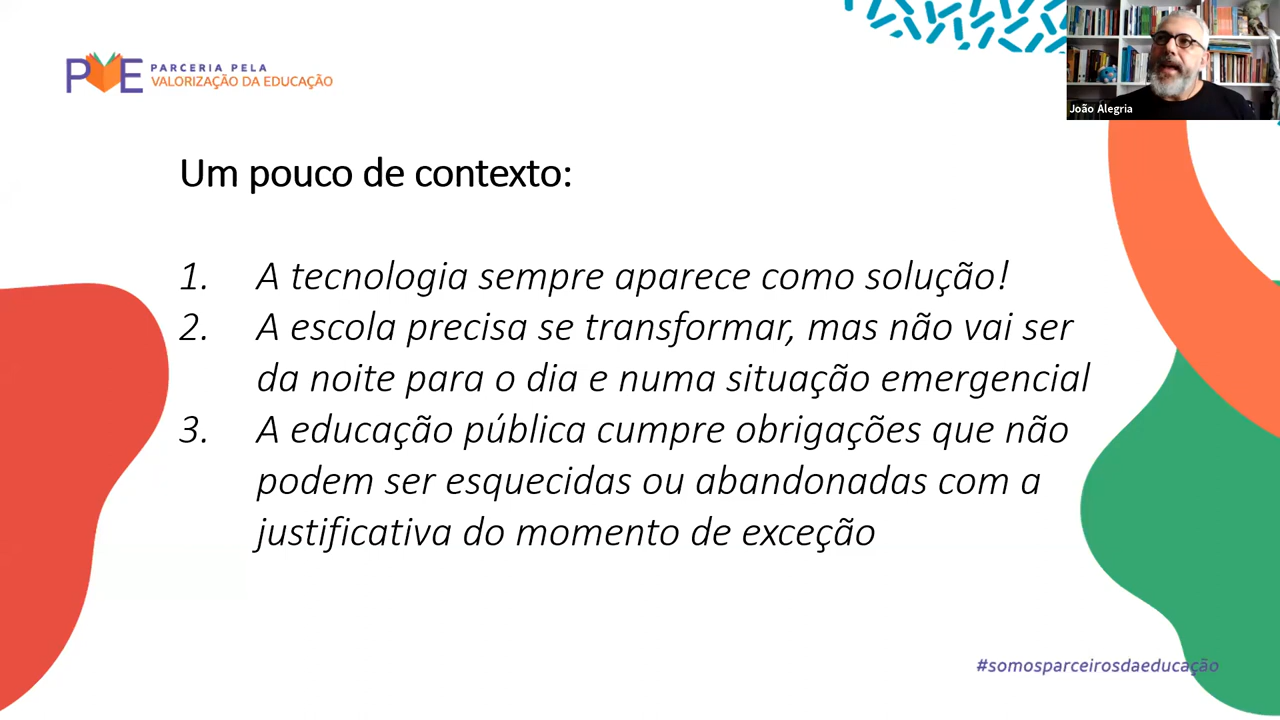 PVE PARCERIA PELA
VALORIZAÇÃO DA EDUCAÇÃO
João Alegria
Um pouco de contexto:
1. A tecnologia sempre aparece como solução!
2. A escola precisa se transformar, mas não vai ser
da noite para o dia e numa situação emergencial
3. A educação pública cumpre obrigações que não
podem ser esquecidas ou abandonadas com a
justificativa do momento de exceção
#somosparceirosdaeducação